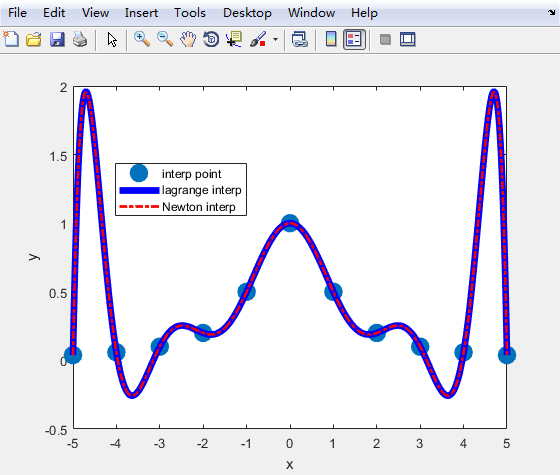 File Edit View Insert Tools Desktop Window Help
2
1.5
1
0.5
0
-0.5
y
interp point
lagrange interp
Newton interp
-5 -4 -3 -2 -1 0 1 2 3 4 5
x